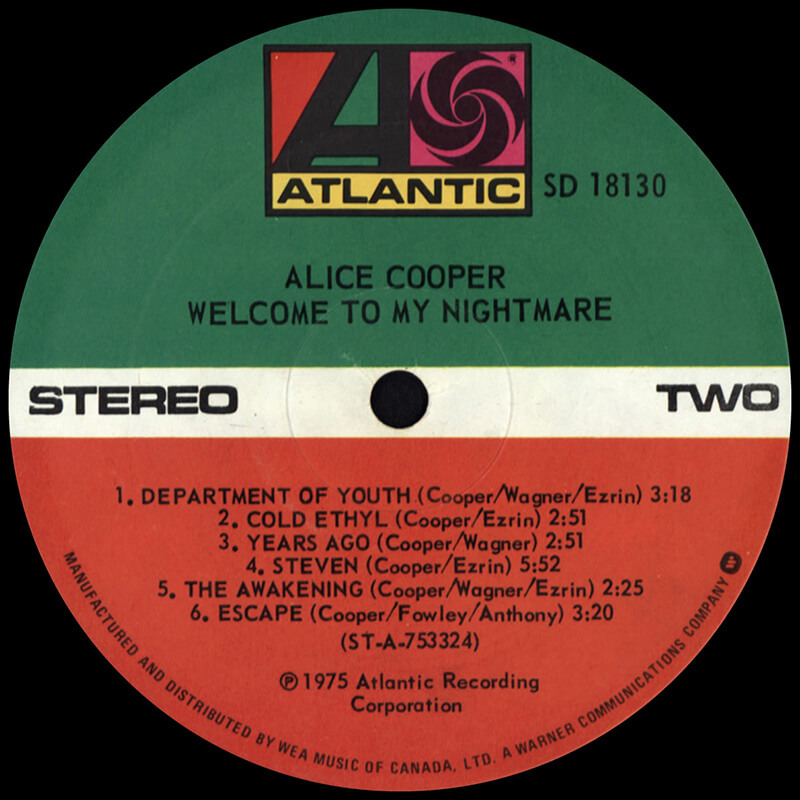 ATLANTIC
®
SD 18130
ALICE COOPER
WELCOME TO MY NIGHTMARE
STEREO
TWO
1. DEPARTMENT OF YOUTH (Cooper/Wagner/Ezrin) 3:18
2. COLD ETHYL (Cooper/Ezrin) 2:51
3. YEARS AGO (Cooper/Wagner) 2:51
4. STEVEN (Cooper/Ezrin) 5:52
5. THE AWAKENING (Cooper/Wagner/Ezrin) 2:25
6. ESCAPE (Cooper/Fowley/Anthony) 3:20
(ST-A-753324)
℗ 1975 Atlantic Recording
Corporation
MANUFACTURED AND DISTRIBUTED BY WEA MUSIC OF CANADA, LTD. A WARNER COMMUNICATIONS COMPANY